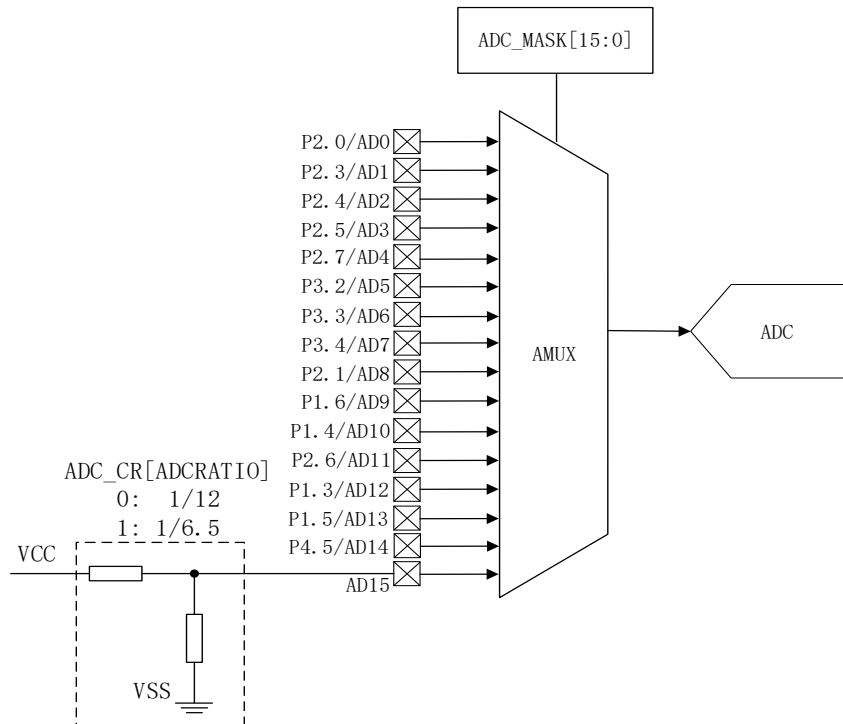 ADC_MASK[15:0]
P2.0/AD0
P2.3/AD1
P2.4/AD2
P2.5/AD3
P2.7/AD4
P3.2/AD5
P3.3/AD6
P3.4/AD7
P2.1/AD8
P1.6/AD9
P1.4/AD10
P2.6/AD11
P1.3/AD12
P1.5/AD13
P4.5/AD14
AD15
AMUX
ADC
ADC_CR[ADCRATIO]
0: 1/12
1: 1/6.5
VCC
VSS